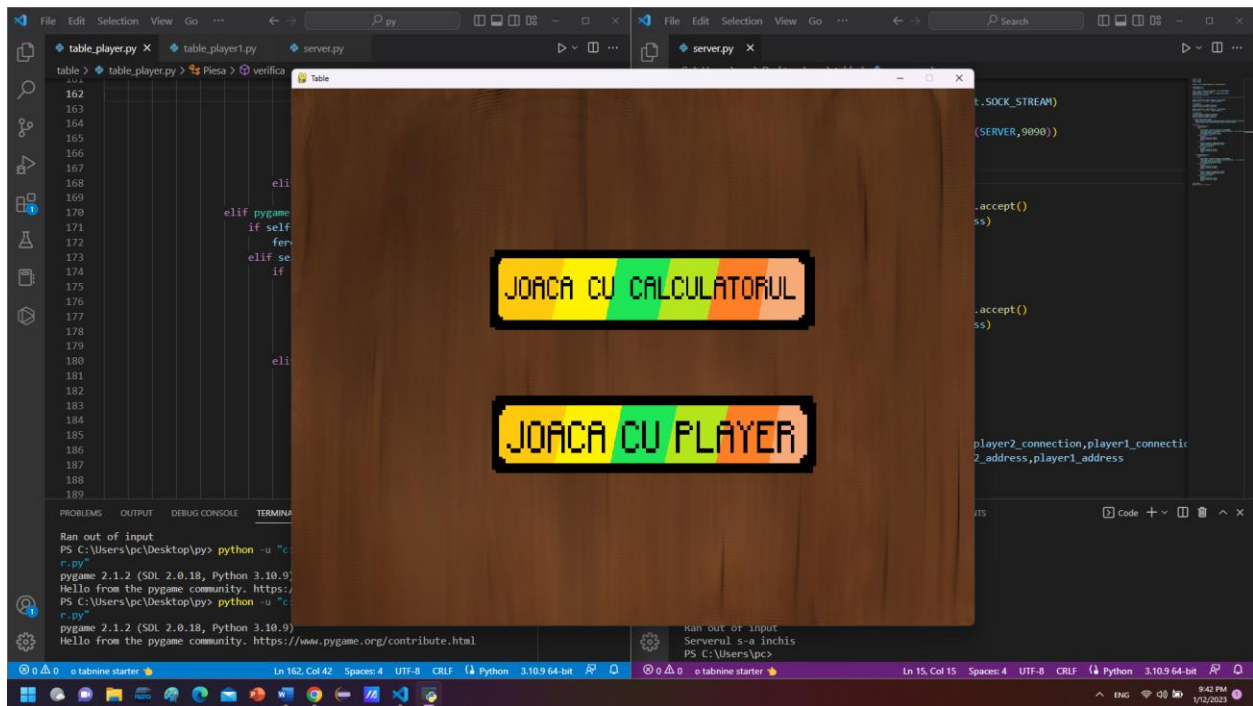 File Edit Selection View Go ··· py
table_player.py table_player1.py server.py
table > table_player.py > Piesa > verifica
161
162
163
164
165
166
167
168 eli
169
170 elif pygame
171 if self
172 fer
173 elif se
174 if
175
176
177
178
179
180 eli
181
182
183
184
185
186
187
188
189
PROBLEMS OUTPUT DEBUG CONSOLE TERMINA
Ran out of input
PS C:\Users\pc\Desktop\py> python -u "c:
r.py"
pygame 2.1.2 (SDL 2.0.18, Python 3.10.9)
Hello from the pygame community. https:/
PS C:\Users\pc\Desktop\py> python -u "c:
r.py"
pygame 2.1.2 (SDL 2.0.18, Python 3.10.9)
Hello from the pygame community. https://www.pygame.org/contribute.html
0 0 tabnine starter Ln 162, Col 42 Spaces: 4 UTF-8 CRLF Python 3.10.9 64-bit
Table
JOACA CU CALCULATORUL
JOACA CU PLAYER
File Edit Selection View Go ··· Search
server.py
t.SOCK_STREAM)
(SERVER,9090))
.accept()
ss)
.accept()
ss)
player2_connection,player1_connectic
2_address,player1_address
TS Code
Ran out of input
Serverul s-a inchis
PS C:\Users\pc>
0 0 tabnine starter Ln 15, Col 15 Spaces: 4 UTF-8 CRLF Python 3.10.9 64-bit
ENG 9:42 PM
1/12/2023